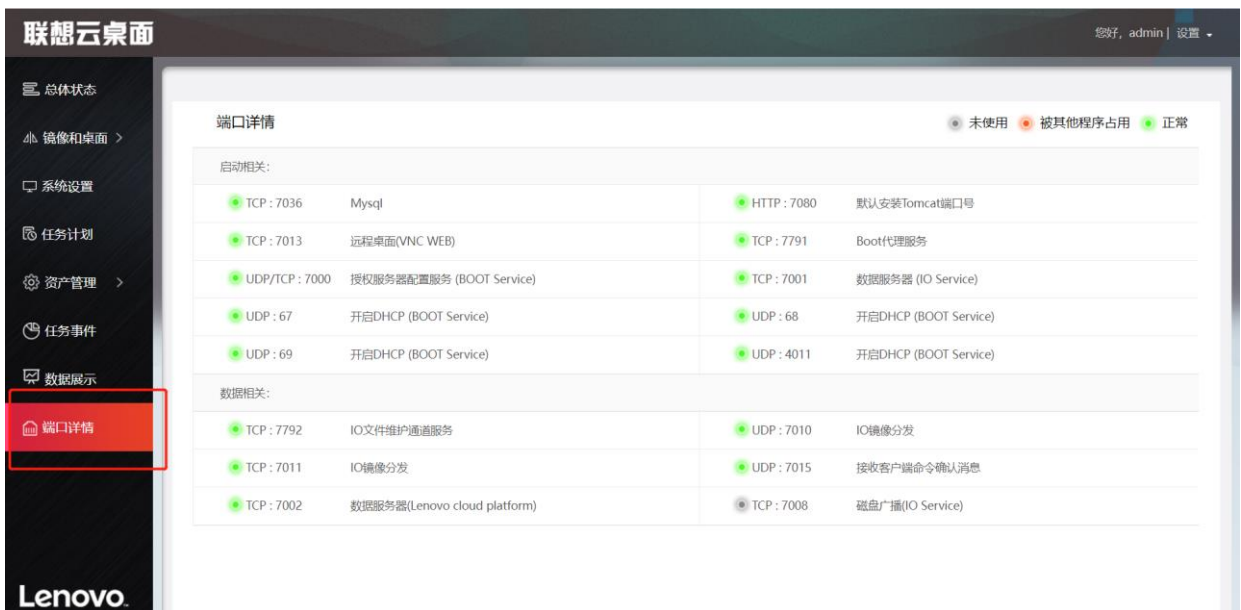 联想云桌面
您好, admin | 设置
总体状态
镜像和桌面
系统设置
任务计划
资产管理
任务事件
数据展示
端口详情
Lenovo
端口详情
未使用 被其他程序占用 正常
启动相关:
TCP : 7036 Mysql HTTP : 7080 默认安装Tomcat端口号
TCP : 7013 远程桌面(VNC WEB) TCP : 7791 Boot代理服务
UDP/TCP : 7000 授权服务器配置服务 (BOOT Service) TCP : 7001 数据服务器 (IO Service)
UDP : 67 开启DHCP (BOOT Service) UDP : 68 开启DHCP (BOOT Service)
UDP : 69 开启DHCP (BOOT Service) UDP : 4011 开启DHCP (BOOT Service)
数据相关:
TCP : 7792 IO文件维护通道服务 UDP : 7010 IO镜像分发
TCP : 7011 IO镜像分发 UDP : 7015 接收客户端命令确认消息
TCP : 7002 数据服务器(Lenovo cloud platform) TCP : 7008 磁盘广播(IO Service)